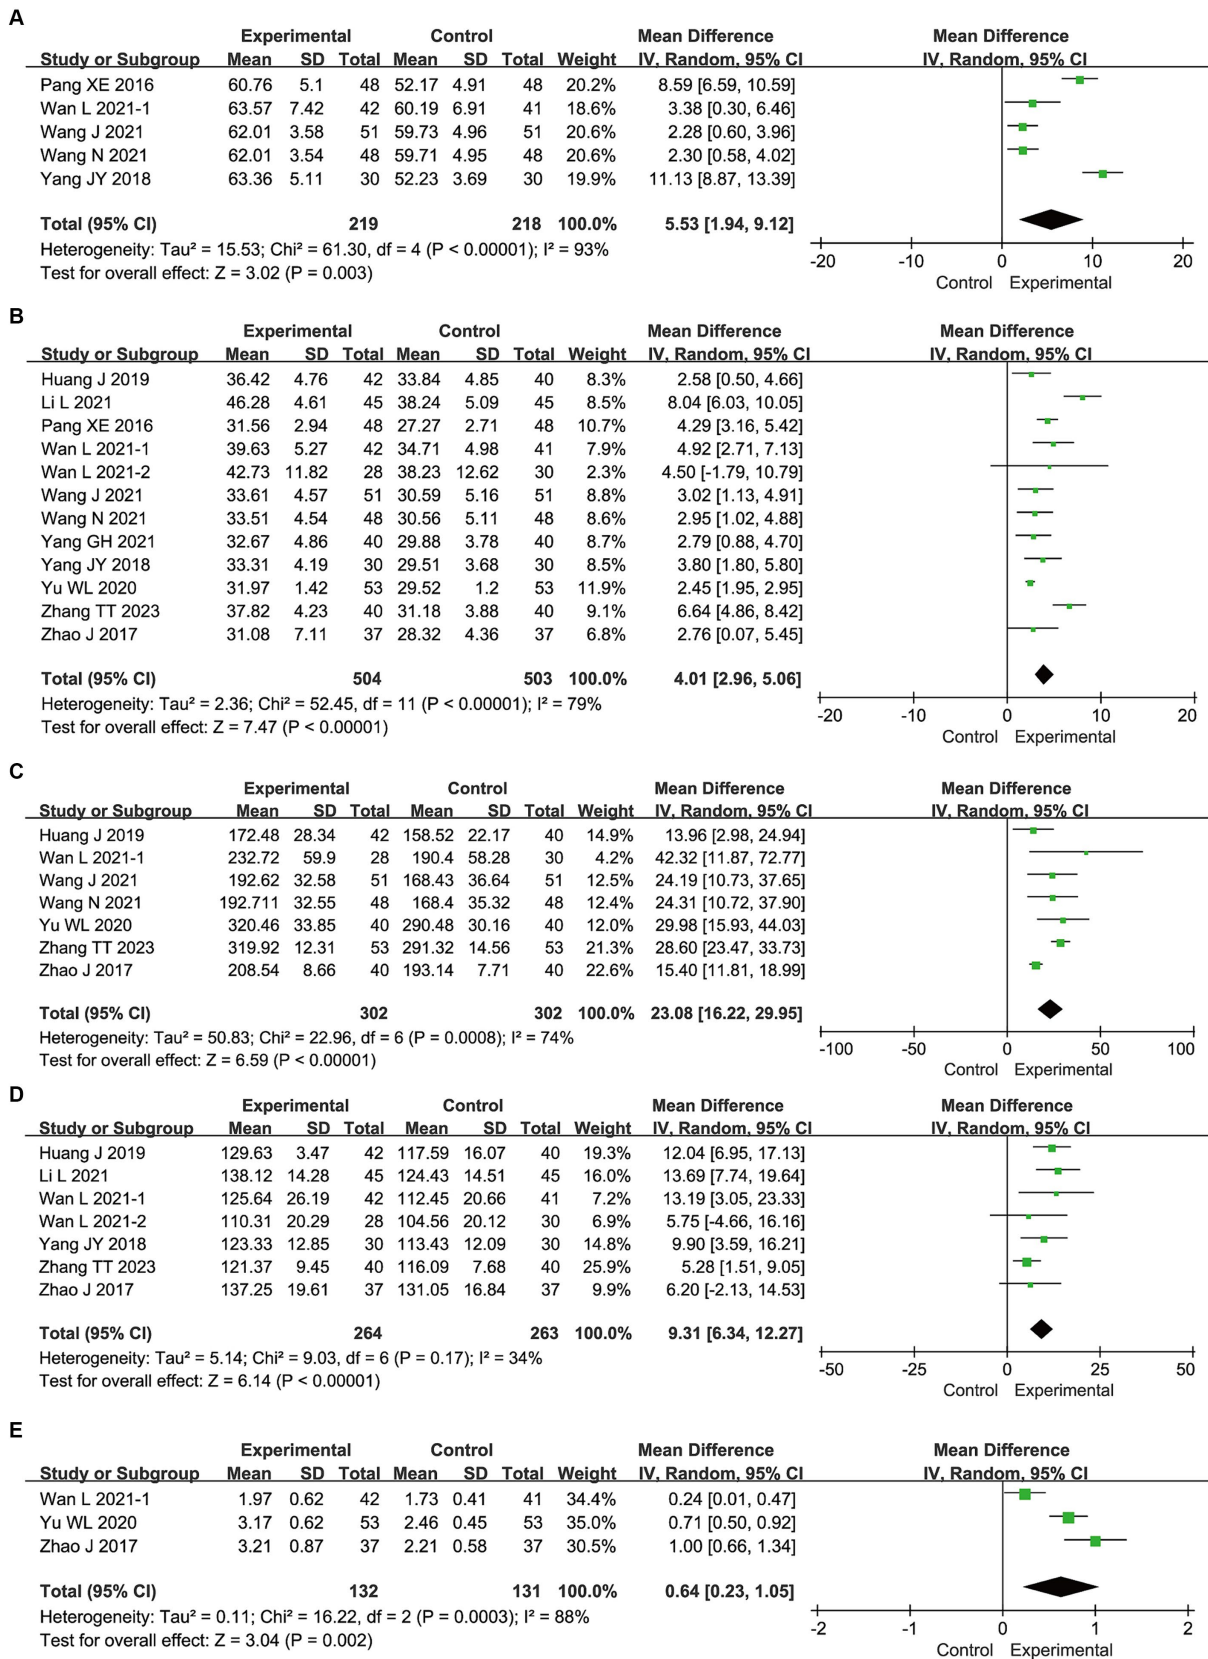 A
Experimental Control Mean Difference Mean Difference
Study or Subgroup Mean SD Total Mean SD Total Weight IV, Random, 95% CI IV, Random, 95% CI
Pang XE 2016 60.76 5.1 48 52.17 4.91 48 20.2% 8.59 [6.59, 10.59]
Wan L 2021-1 63.57 7.42 42 60.19 6.91 41 18.6% 3.38 [0.30, 6.46]
Wang J 2021 62.01 3.58 51 59.73 4.96 51 20.6% 2.28 [0.60, 3.96]
Wang N 2021 62.01 3.54 48 59.71 4.95 48 20.6% 2.30 [0.58, 4.02]
Yang JY 2018 63.36 5.11 30 52.23 3.69 30 19.9% 11.13 [8.87, 13.39]
Total (95% CI) 219 218 100.0% 5.53 [1.94, 9.12]
Heterogeneity: Tau² = 15.53; Chi² = 61.30, df = 4 (P < 0.00001); I² = 93%
Test for overall effect: Z = 3.02 (P = 0.003)
-20 -10 0 10 20
Control Experimental
B
Experimental Control Mean Difference Mean Difference
Study or Subgroup Mean SD Total Mean SD Total Weight IV, Random, 95% CI IV, Random, 95% CI
Huang J 2019 36.42 4.76 42 33.84 4.85 40 8.3% 2.58 [0.50, 4.66]
Li L 2021 46.28 4.61 45 38.24 5.09 45 8.5% 8.04 [6.03, 10.05]
Pang XE 2016 31.56 2.94 48 27.27 2.71 48 10.7% 4.29 [3.16, 5.42]
Wan L 2021-1 39.63 5.27 42 34.71 4.98 41 7.9% 4.92 [2.71, 7.13]
Wan L 2021-2 42.73 11.82 28 38.23 12.62 30 2.3% 4.50 [-1.79, 10.79]
Wang J 2021 33.61 4.57 51 30.59 5.16 51 8.8% 3.02 [1.13, 4.91]
Wang N 2021 33.51 4.54 48 30.56 5.11 48 8.6% 2.95 [1.02, 4.88]
Yang GH 2021 32.67 4.86 40 29.88 3.78 40 8.7% 2.79 [0.88, 4.70]
Yang JY 2018 33.31 4.19 30 29.51 3.68 30 8.5% 3.80 [1.80, 5.80]
Yu WL 2020 31.97 1.42 53 29.52 1.2 53 11.9% 2.45 [1.95, 2.95]
Zhang TT 2023 37.82 4.23 40 31.18 3.88 40 9.1% 6.64 [4.86, 8.42]
Zhao J 2017 31.08 7.11 37 28.32 4.36 37 6.8% 2.76 [0.07, 5.45]
Total (95% CI) 504 503 100.0% 4.01 [2.96, 5.06]
Heterogeneity: Tau² = 2.36; Chi² = 52.45, df = 11 (P < 0.00001); I² = 79%
Test for overall effect: Z = 7.47 (P < 0.00001)
-20 -10 0 10 20
Control Experimental
C
Experimental Control Mean Difference Mean Difference
Study or Subgroup Mean SD Total Mean SD Total Weight IV, Random, 95% CI IV, Random, 95% CI
Huang J 2019 172.48 28.34 42 158.52 22.17 40 14.9% 13.96 [2.98, 24.94]
Wan L 2021-1 232.72 59.9 28 190.4 58.28 30 4.2% 42.32 [11.87, 72.77]
Wang J 2021 192.62 32.58 51 168.43 36.64 51 12.5% 24.19 [10.73, 37.65]
Wang N 2021 192.711 32.55 48 168.4 35.32 48 12.4% 24.31 [10.72, 37.90]
Yu WL 2020 320.46 33.85 40 290.48 30.16 40 12.0% 29.98 [15.93, 44.03]
Zhang TT 2023 319.92 12.31 53 291.32 14.56 53 21.3% 28.60 [23.47, 33.73]
Zhao J 2017 208.54 8.66 40 193.14 7.71 40 22.6% 15.40 [11.81, 18.99]
Total (95% CI) 302 302 100.0% 23.08 [16.22, 29.95]
Heterogeneity: Tau² = 50.83; Chi² = 22.96, df = 6 (P = 0.0008); I² = 74%
Test for overall effect: Z = 6.59 (P < 0.00001)
-100 -50 0 50 100
Control Experimental
D
Experimental Control Mean Difference Mean Difference
Study or Subgroup Mean SD Total Mean SD Total Weight IV, Random, 95% CI IV, Random, 95% CI
Huang J 2019 129.63 3.47 42 117.59 16.07 40 19.3% 12.04 [6.95, 17.13]
Li L 2021 138.12 14.28 45 124.43 14.51 45 16.0% 13.69 [7.74, 19.64]
Wan L 2021-1 125.64 26.19 42 112.45 20.66 41 7.2% 13.19 [3.05, 23.33]
Wan L 2021-2 110.31 20.29 28 104.56 20.12 30 6.9% 5.75 [-4.66, 16.16]
Yang JY 2018 123.33 12.85 30 113.43 12.09 30 14.8% 9.90 [3.59, 16.21]
Zhang TT 2023 121.37 9.45 40 116.09 7.68 40 25.9% 5.28 [1.51, 9.05]
Zhao J 2017 137.25 19.61 37 131.05 16.84 37 9.9% 6.20 [-2.13, 14.53]
Total (95% CI) 264 263 100.0% 9.31 [6.34, 12.27]
Heterogeneity: Tau² = 5.14; Chi² = 9.03, df = 6 (P = 0.17); I² = 34%
Test for overall effect: Z = 6.14 (P < 0.00001)
-50 -25 0 25 50
Control Experimental
E
Experimental Control Mean Difference Mean Difference
Study or Subgroup Mean SD Total Mean SD Total Weight IV, Random, 95% CI IV, Random, 95% CI
Wan L 2021-1 1.97 0.62 42 1.73 0.41 41 34.4% 0.24 [0.01, 0.47]
Yu WL 2020 3.17 0.62 53 2.46 0.45 53 35.0% 0.71 [0.50, 0.92]
Zhao J 2017 3.21 0.87 37 2.21 0.58 37 30.5% 1.00 [0.66, 1.34]
Total (95% CI) 132 131 100.0% 0.64 [0.23, 1.05]
Heterogeneity: Tau² = 0.11; Chi² = 16.22, df = 2 (P = 0.0003); I² = 88%
Test for overall effect: Z = 3.04 (P = 0.002)
-2 -1 0 1 2
Control Experimental